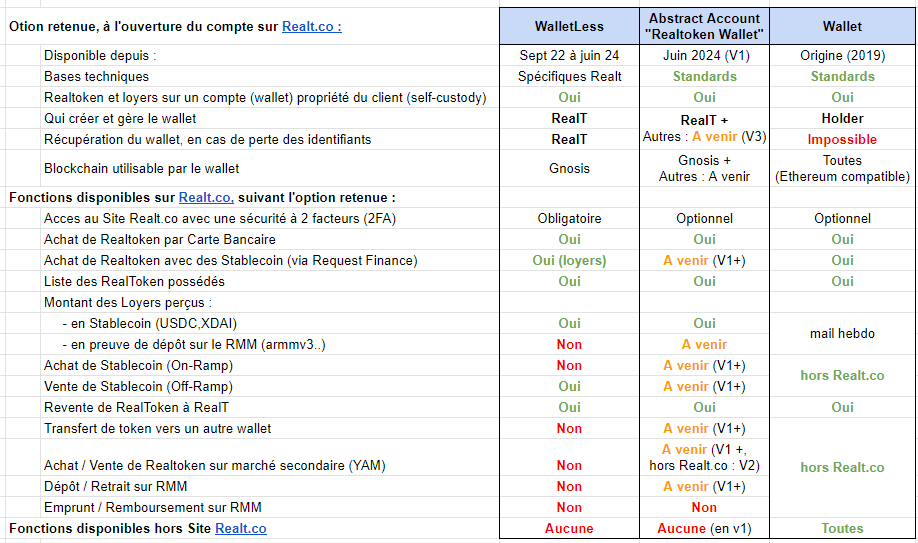 Otion retenue, à l'ouverture du compte sur Realt.co : WalletLess Abstract Account "Realtoken Wallet" Wallet
Disponible depuis : Sept 22 à juin 24 Juin 2024 (V1) Origine (2019)
Bases techniques Spécifiques Realt Standards Standards
Realtoken et loyers sur un compte (wallet) propriété du client (self-custody) Oui Oui Oui
Qui créer et gère le wallet RealT RealT + Holder
Récupération du wallet, en cas de perte des identifiants RealT Autres : A venir (V3) Impossible
Blockchain utilisable par le wallet Gnosis Gnosis + Autres : A venir Toutes (Ethereum compatible)
Fonctions disponibles sur Realt.co, suivant l'option retenue :
Acces au Site Realt.co avec une sécurité à 2 facteurs (2FA) Obligatoire Optionnel Optionnel
Achat de Realtoken par Carte Bancaire Oui Oui Oui
Achat de Realtoken avec des Stablecoin (via Request Finance) Oui (loyers) A venir (V1+) Oui
Liste des RealToken possédés Oui Oui Oui
Montant des Loyers perçus :
- en Stablecoin (USDC,XDAI) Oui Oui mail hebdo
- en preuve de dépôt sur le RMM (armmv3..) Non A venir
Achat de Stablecoin (On-Ramp) Non A venir (V1+) hors Realt.co
Vente de Stablecoin (Off-Ramp) Oui A venir (V1+)
Revente de RealToken à RealT Oui Oui Oui
Transfert de token vers un autre wallet Non A venir (V1+)
Achat / Vente de Realtoken sur marché secondaire (YAM) Non A venir (V1 +, hors Realt.co : V2) hors Realt.co
Dépôt / Retrait sur RMM Non A venir (V1+)
Emprunt / Remboursement sur RMM Non Non
Fonctions disponibles hors Site Realt.co Aucune Aucune (en v1) Toutes